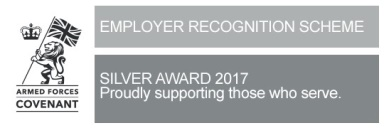 ARMED FORCES
COVENANT
EMPLOYER RECOGNITION SCHEME
SILVER AWARD 2017
Proudly supporting those who serve.